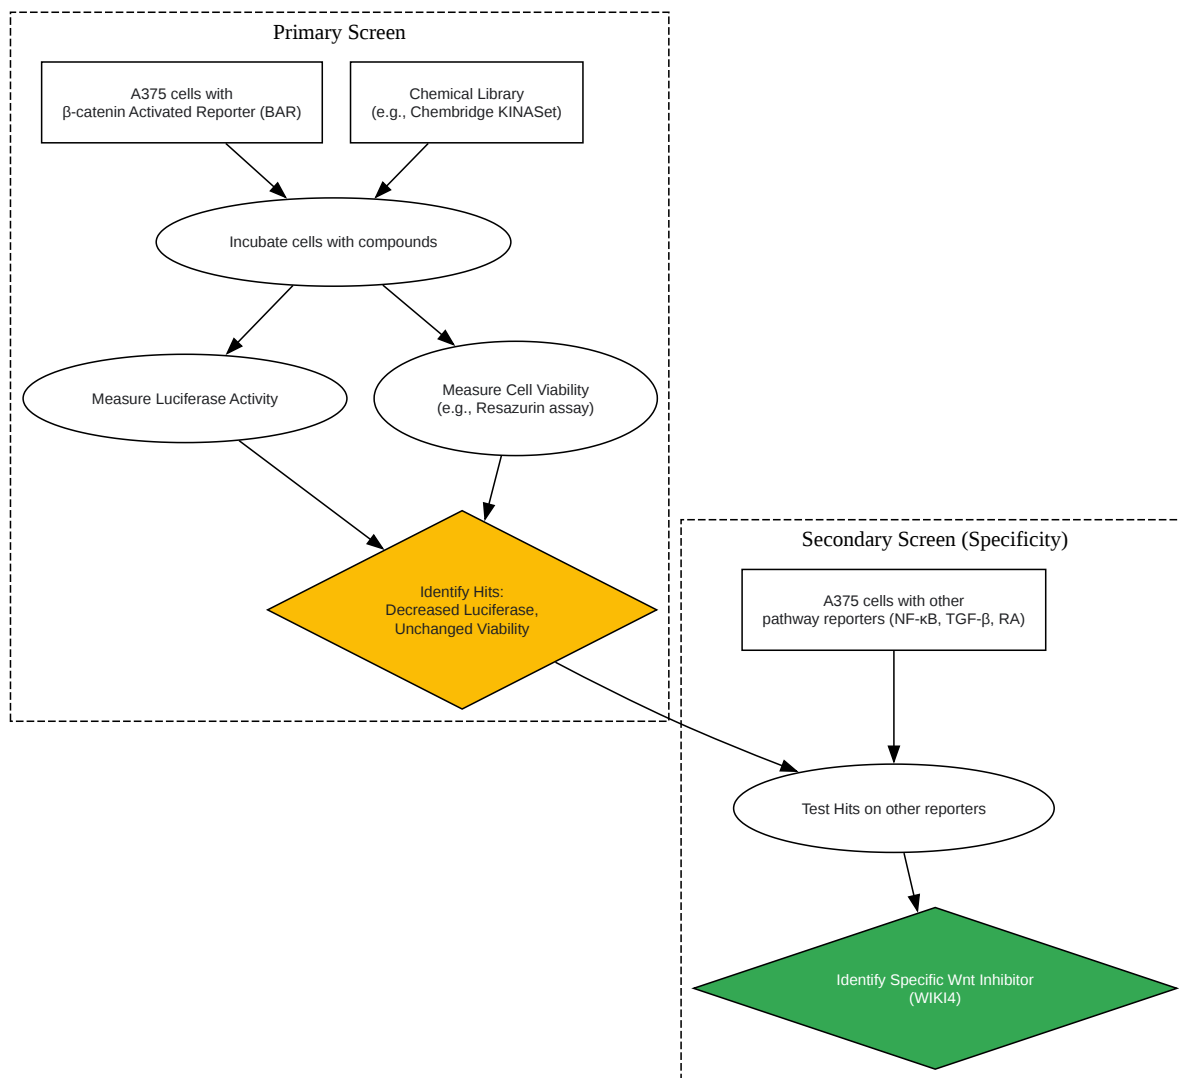 Primary Screen
A375 cells with
β-catenin Activated Reporter (BAR)
Chemical Library
(e.g., Chembridge KINASet)
Incubate cells with compounds
Measure Luciferase Activity
Measure Cell Viability
(e.g., Resazurin assay)
Identify Hits:
Decreased Luciferase,
Unchanged Viability
Secondary Screen (Specificity)
A375 cells with other
pathway reporters (NF-κB, TGF-β, RA)
Test Hits on other reporters
Identify Specific Wnt Inhibitor
(WIKI4)